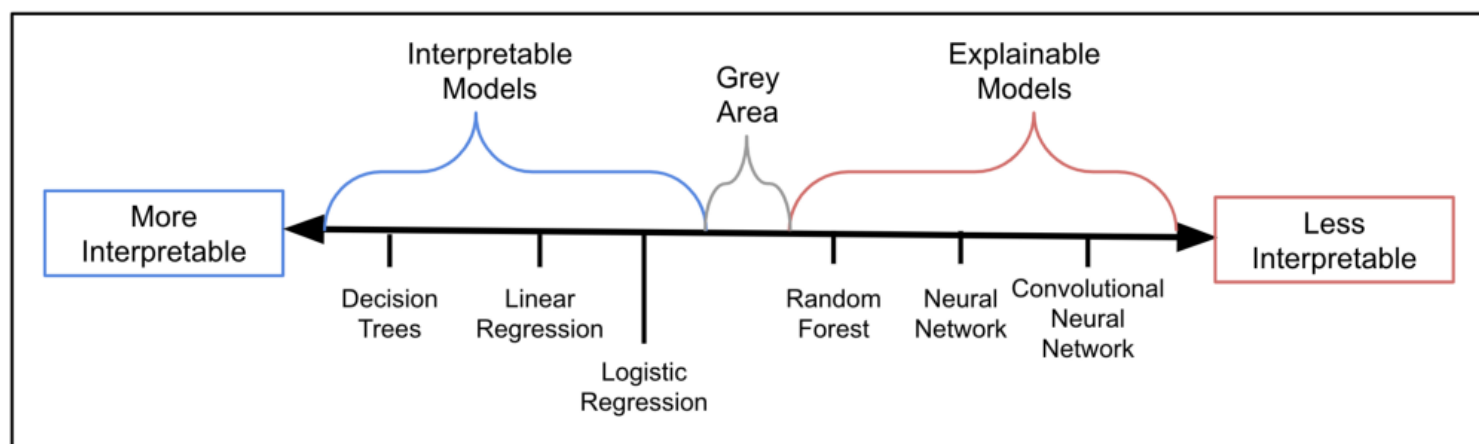 Interpretable
Models
Grey
Area
Explainable
Models
More
Interpretable
Less
Interpretable
Decision
Trees
Linear
Regression
Logistic
Regression
Random
Forest
Neural
Network
Convolutional
Neural
Network